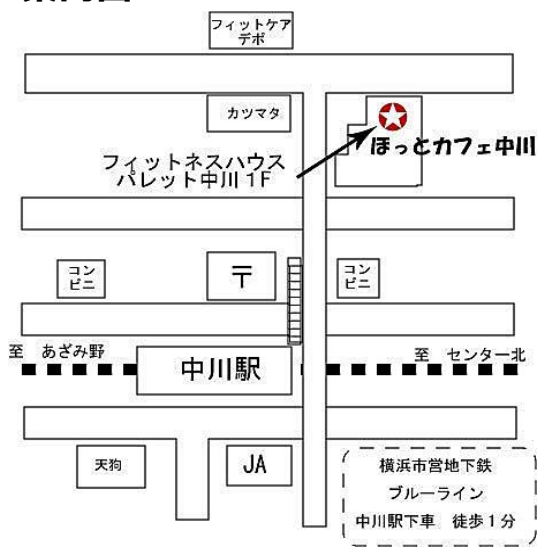 フィットケア
デポ
カツマタ
ほっとカフェ中川
フィットネスハウス
パレット中川1F
コン
ビニ
〒
コン
ビニ
至 あざみ野
中川駅
至 センター北
天狗
JA
横浜市営地下鉄
ブルーライン
中川駅下車 徒歩1分